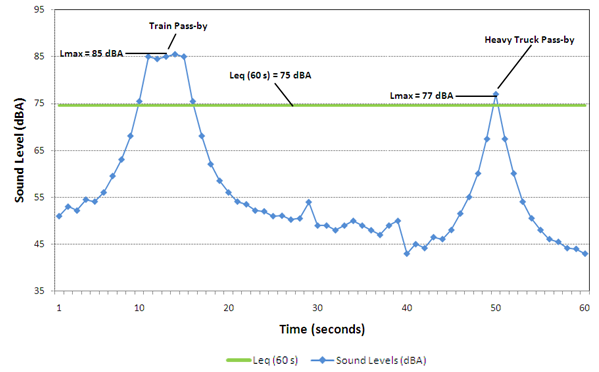 Train Pass-by
Heavy Truck Pass-by
Lmax = 85 dBA
Leq (60 s) = 75 dBA
Lmax = 77 dBA
Sound Level (dBA)
95
85
75
65
55
45
35
1 10 20 30 40 50 60
Time (seconds)
Leq (60 s) Sound Levels (dBA)